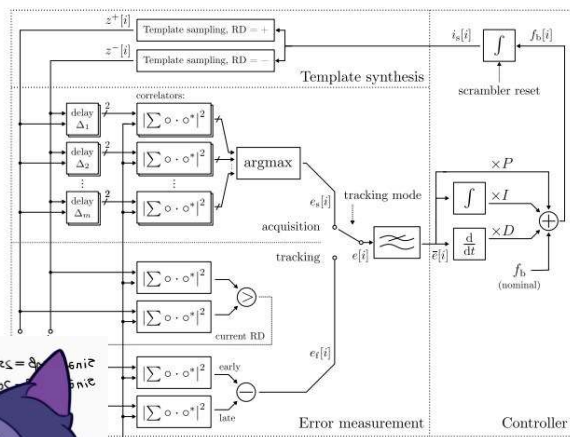 z⁺[i]
Template sampling, RD = +
i_s[i]
∫
f_b[i]
z⁻[i]
Template sampling, RD = −
Template synthesis
scrambler reset
correlators:
delay Δ₁
2
|∑ ∘ · ∘*|²
delay Δ₂
2
|∑ ∘ · ∘*|²
argmax
⋮
⋮
delay Δₘ
2
|∑ ∘ · ∘*|²
e_s[i]
tracking mode
×P
∫
×I
acquisition
+
tracking
e[i]
ẽ[i]
d/dt
×D
|∑ ∘ · ∘*|²
f_b
(nominal)
>
|∑ ∘ · ∘*|²
current RD
e_f[i]
|∑ ∘ · ∘*|²
early
−
|∑ ∘ · ∘*|²
late
Error measurement
Controller